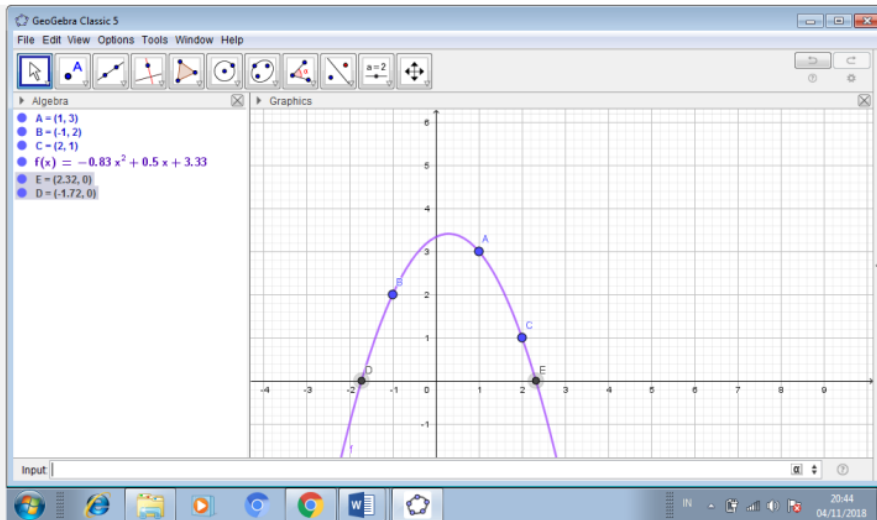 GeoGebra Classic 5
File Edit View Options Tools Window Help
A
a=2
Algebra
Graphics
A = (1, 3)
B = (-1, 2)
C = (2, 1)
f(x) = −0.83 x² + 0.5 x + 3.33
E = (2.32, 0)
D = (-1.72, 0)
6
5
4
3
2
1
-1
A
B
C
D
E
f
-4 -3 -2 -1 0 1 2 3 4 5 6 7 8 9
Input:
α
W
IN
20:44
04/11/2018